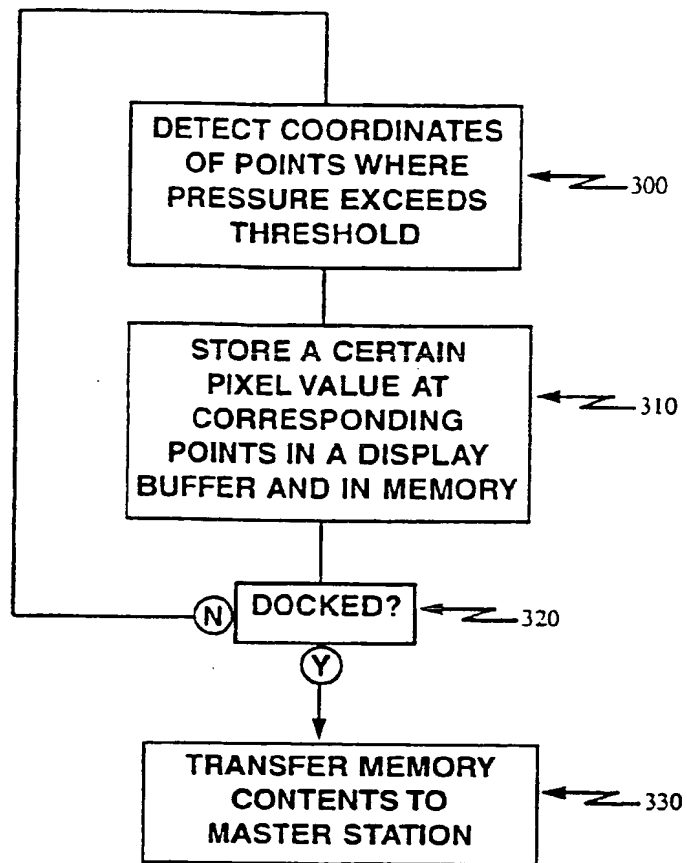 DETECT COORDINATES
OF POINTS WHERE
PRESSURE EXCEEDS
THRESHOLD
300
STORE A CERTAIN
PIXEL VALUE AT
CORRESPONDING
POINTS IN A DISPLAY
BUFFER AND IN MEMORY
310
N
DOCKED?
320
Y
TRANSFER MEMORY
CONTENTS TO
MASTER STATION
330